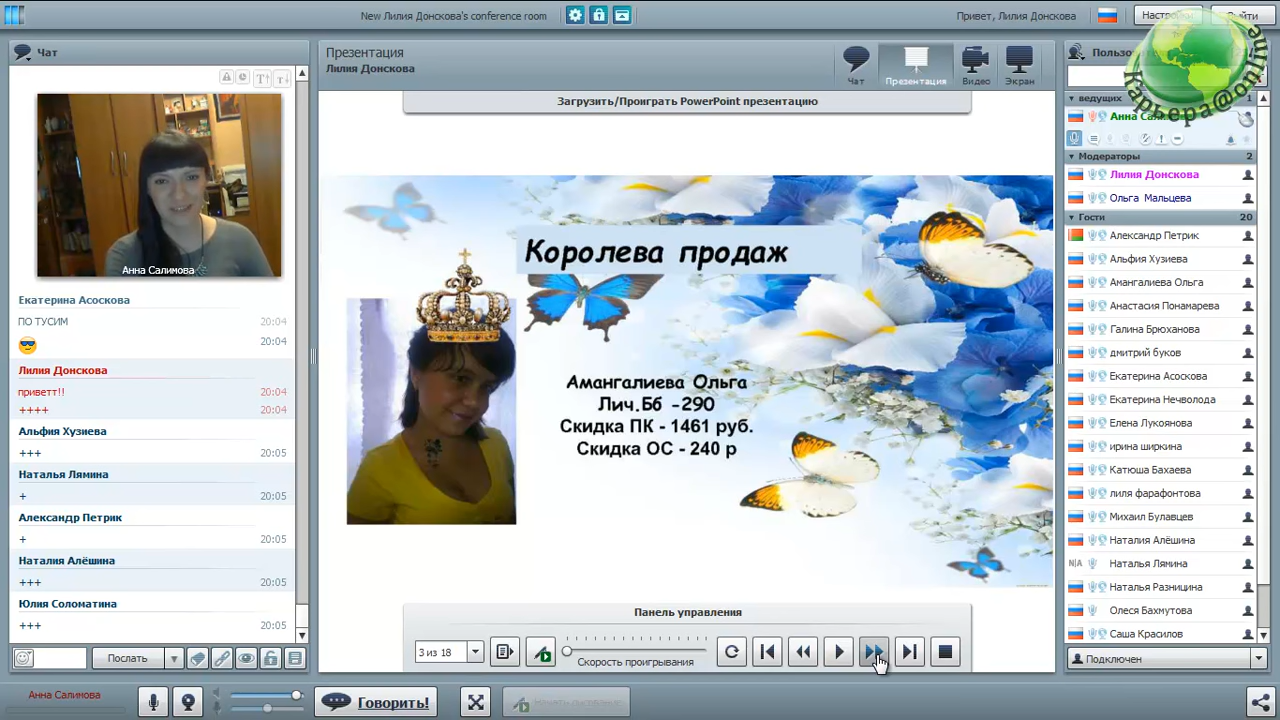 New Лилия Донскова's conference room
Привет, Лилия Донскова
Настройки
Выйти
Карьера@online
Чат
Анна Салимова
Екатерина Асоскова
ПО ТУСИМ 20:04
20:04
Лилия Донскова
приветт!! 20:04
++++ 20:04
Альфия Хузиева
+++ 20:05
Наталья Лямина
+ 20:05
Александр Петрик
+ 20:05
Наталия Алёшина
+++ 20:05
Юлия Соломатина
+++ 20:05
Послать
Презентация
Лилия Донскова
Чат
Презентация
Видео
Экран
Загрузить/Проиграть PowerPoint презентацию
Королева продаж
Амангалиева Ольга
Лич.Бб -290
Скидка ПК - 1461 руб.
Скидка ОС - 240 р
Панель управления
3 из 18
Скорость проигрывания
ведущих 1
Модераторы 2
Лилия Донскова
Ольга Мальцева
Гости 20
Александр Петрик
Альфия Хузиева
Амангалиева Ольга
Анастасия Понамарева
Галина Брюханова
дмитрий буков
Екатерина Асоскова
Екатерина Нечволода
Елена Лукоянова
ирина ширкина
Катюша Бахаева
лиля фарафонтова
Михаил Булавцев
Наталия Алёшина
N/A Наталья Лямина
Наталья Разницина
Олеся Бахмутова
Саша Красилов
Подключен
Анна Салимова
Говорить!